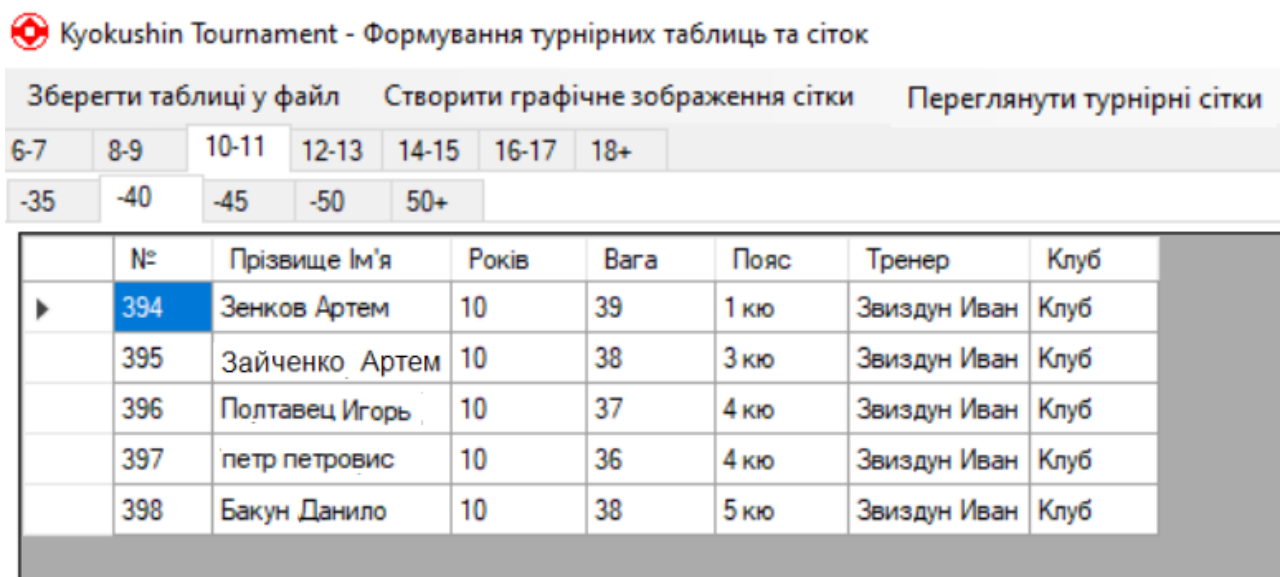 Kyokushin Tournament - Формування турнірних таблиць та сіток
Зберегти таблиці у файл Створити графічне зображення сітки Переглянути турнірні сітки
6-7 8-9 10-11 12-13 14-15 16-17 18+
-35 -40 -45 -50 50+
№ Прізвище Ім'я Років Вага Пояс Тренер Клуб
394 Зенков Артем 10 39 1 кю Звиздун Иван Клуб
395 Зайченко Артем 10 38 3 кю Звиздун Иван Клуб
396 Полтавец Игорь 10 37 4 кю Звиздун Иван Клуб
397 петр петровис 10 36 4 кю Звиздун Иван Клуб
398 Бакун Данило 10 38 5 кю Звиздун Иван Клуб